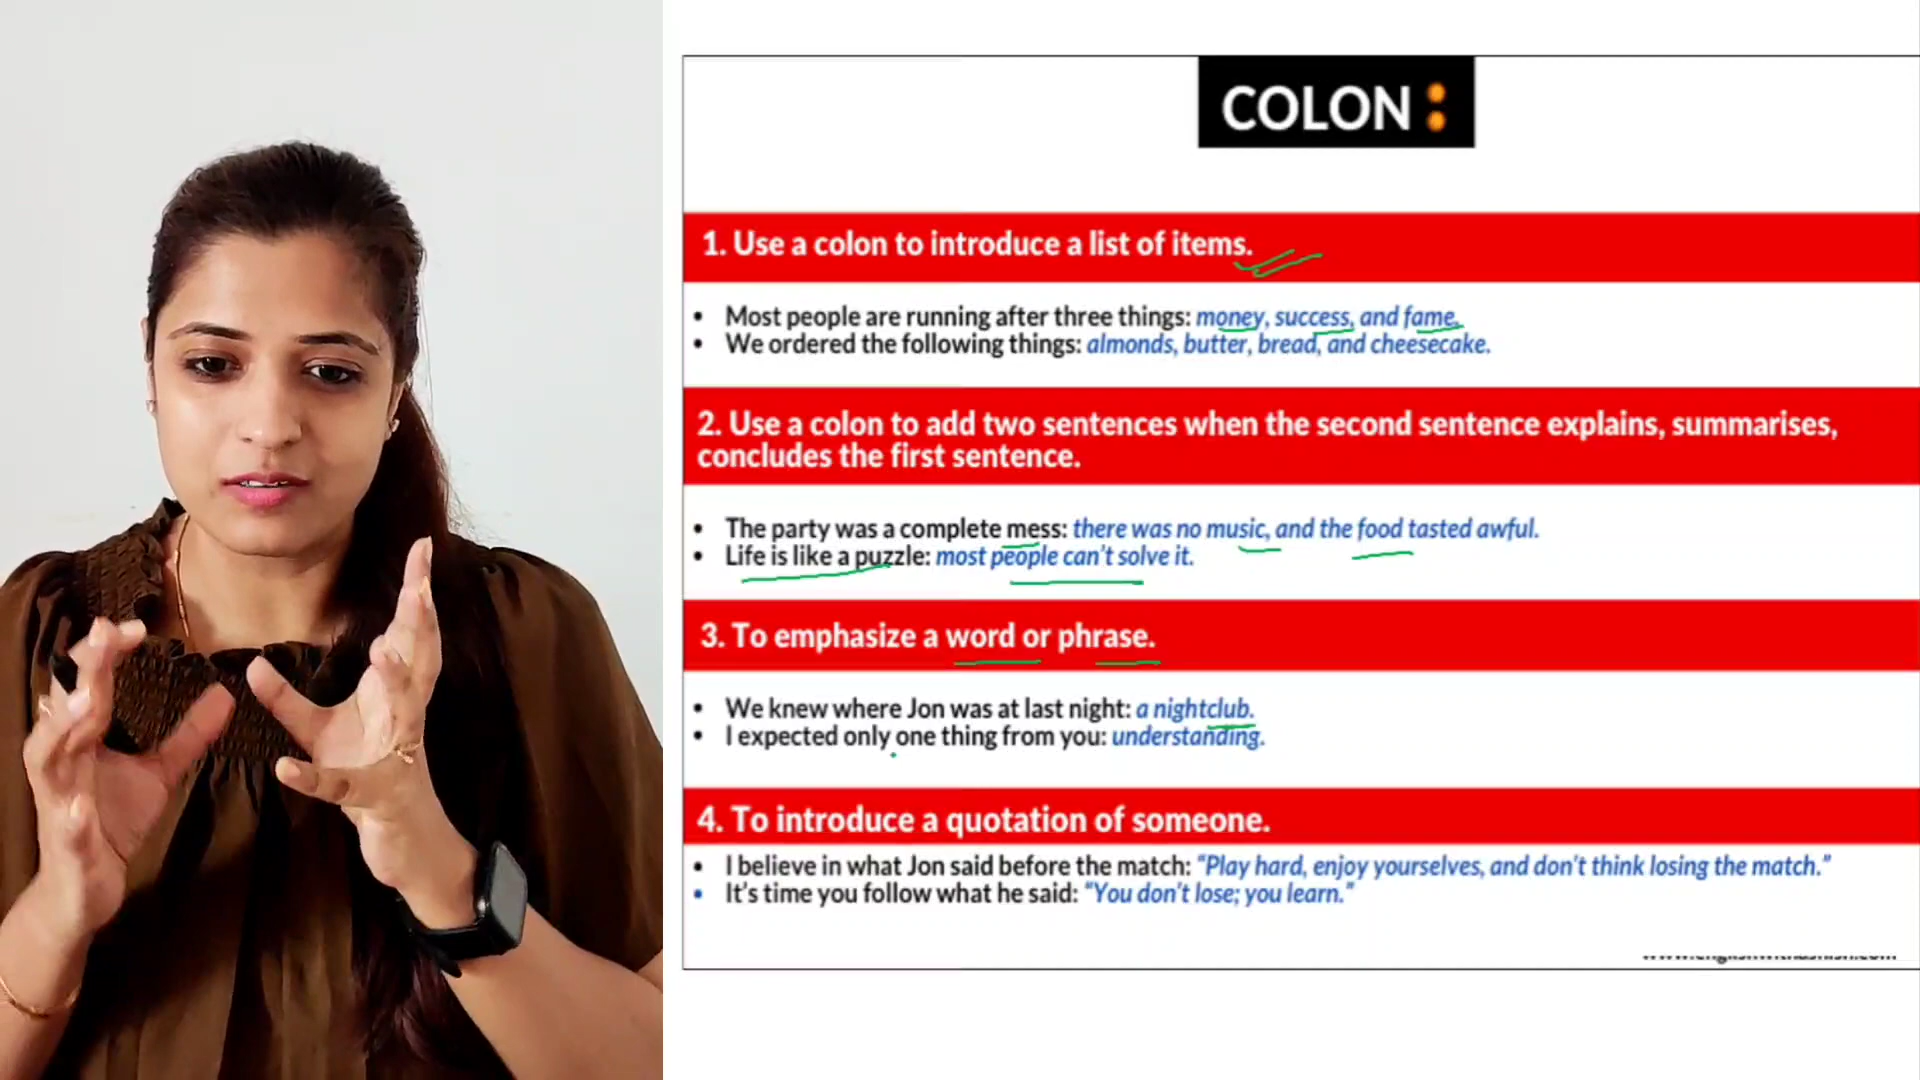 COLON :
1. Use a colon to introduce a list of items.
• Most people are running after three things: money, success, and fame.
• We ordered the following things: almonds, butter, bread, and cheesecake.
2. Use a colon to add two sentences when the second sentence explains, summarises,
concludes the first sentence.
• The party was a complete mess: there was no music, and the food tasted awful.
• Life is like a puzzle: most people can't solve it.
3. To emphasize a word or phrase.
• We knew where Jon was at last night: a nightclub.
• I expected only one thing from you: understanding.
4. To introduce a quotation of someone.
• I believe in what Jon said before the match: “Play hard, enjoy yourselves, and don't think losing the match.”
• It's time you follow what he said: “You don't lose; you learn.”